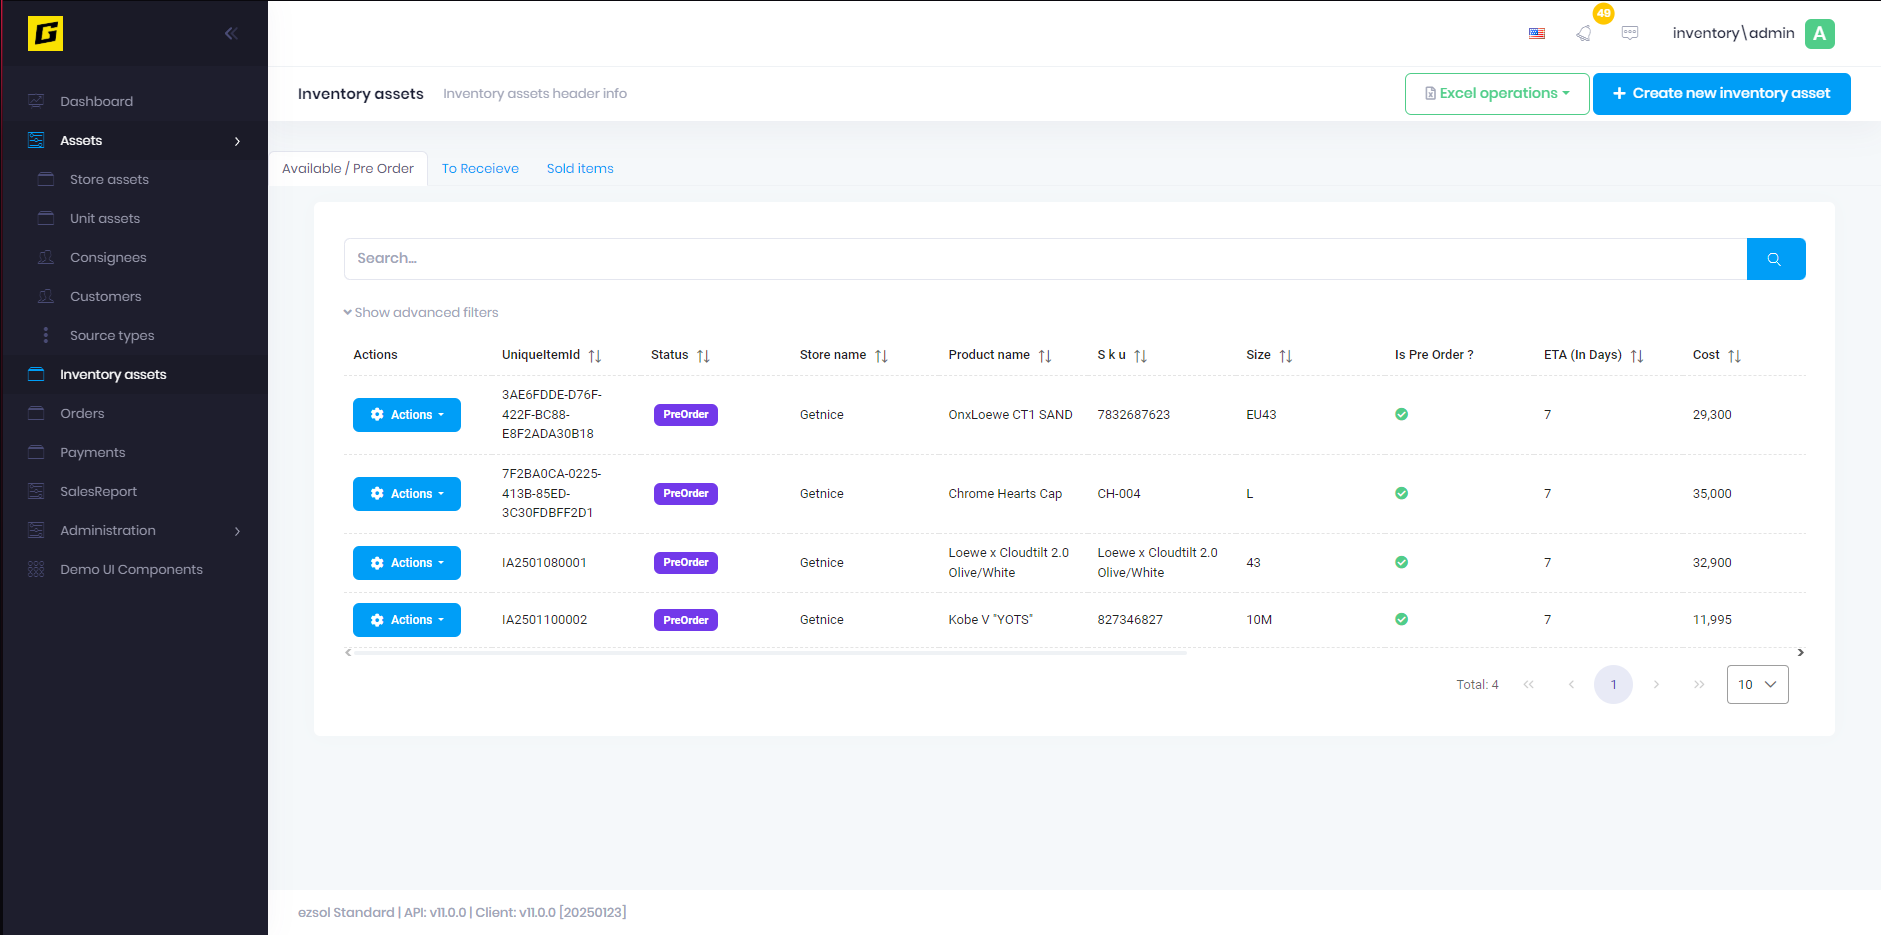 G
49
inventory\admin
A
Dashboard
Assets
Store assets
Unit assets
Consignees
Customers
Source types
Inventory assets
Orders
Payments
SalesReport
Administration
Demo UI Components
Inventory assets Inventory assets header info
Excel operations
Create new inventory asset
Available / Pre Order To Receieve Sold items
Search...
Show advanced filters
Actions UniqueItemId Status Store name Product name S k u Size Is Pre Order ? ETA (In Days) Cost
3AE6FDDE-D76F-
422F-BC88-
E8F2ADA30B18
Actions PreOrder Getnice OnxLoewe CT1 SAND 7832687623 EU43 7 29,300
7F2BA0CA-0225-
413B-85ED-
3C30FDBFF2D1
Actions PreOrder Getnice Chrome Hearts Cap CH-004 L 7 35,000
Actions IA2501080001 PreOrder Getnice
Loewe x Cloudtilt 2.0
Olive/White
Loewe x Cloudtilt 2.0
Olive/White
43 7 32,900
Actions IA2501100002 PreOrder Getnice Kobe V "YOTS" 827346827 10M 7 11,995
Total: 4 1 10
ezsol Standard | API: v11.0.0 | Client: v11.0.0 [20250123]